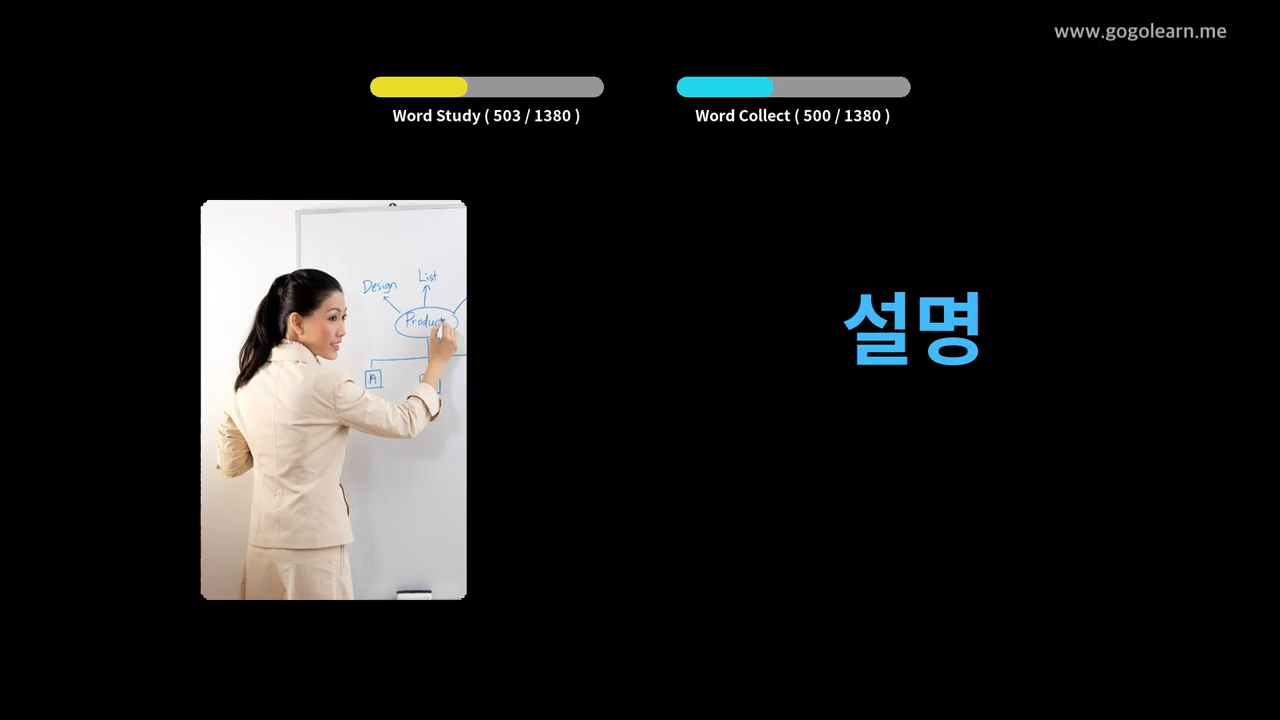 www.gogolearn.me
Word Study ( 503 / 1380 )
Word Collect ( 500 / 1380 )
설명
List
Design
Product
A